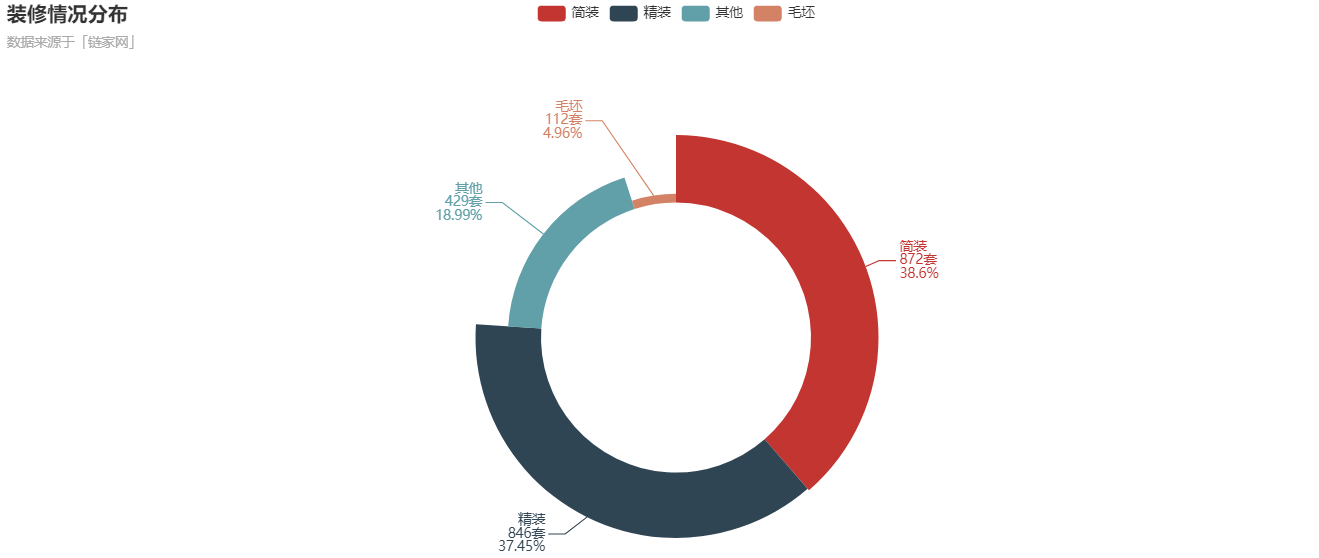 装修情况分布
数据来源于「链家网」
简装
精装
其他
毛坯
毛坯
112套
4.96%
其他
429套
18.99%
简装
872套
38.6%
精装
846套
37.45%